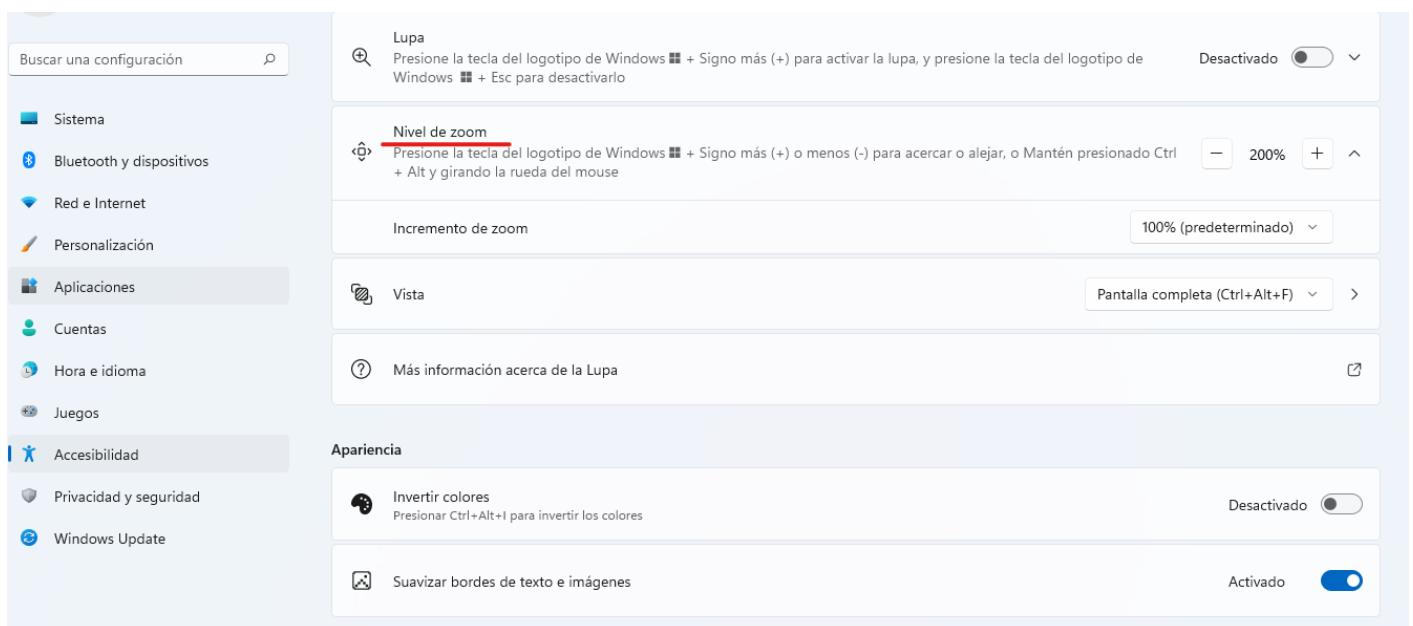 Buscar una configuración
Sistema
Bluetooth y dispositivos
Red e Internet
Personalización
Aplicaciones
Cuentas
Hora e idioma
Juegos
Accesibilidad
Privacidad y seguridad
Windows Update
Lupa
Presione la tecla del logotipo de Windows + Signo más (+) para activar la lupa, y presione la tecla del logotipo de
Windows + Esc para desactivarlo
Desactivado
Nivel de zoom
Presione la tecla del logotipo de Windows + Signo más (+) o menos (-) para acercar o alejar, o Mantén presionado Ctrl
+ Alt y girando la rueda del mouse
200%
Incremento de zoom
100% (predeterminado)
Vista
Pantalla completa (Ctrl+Alt+F)
Más información acerca de la Lupa
Apariencia
Invertir colores
Presionar Ctrl+Alt+I para invertir los colores
Desactivado
Suavizar bordes de texto e imágenes
Activado